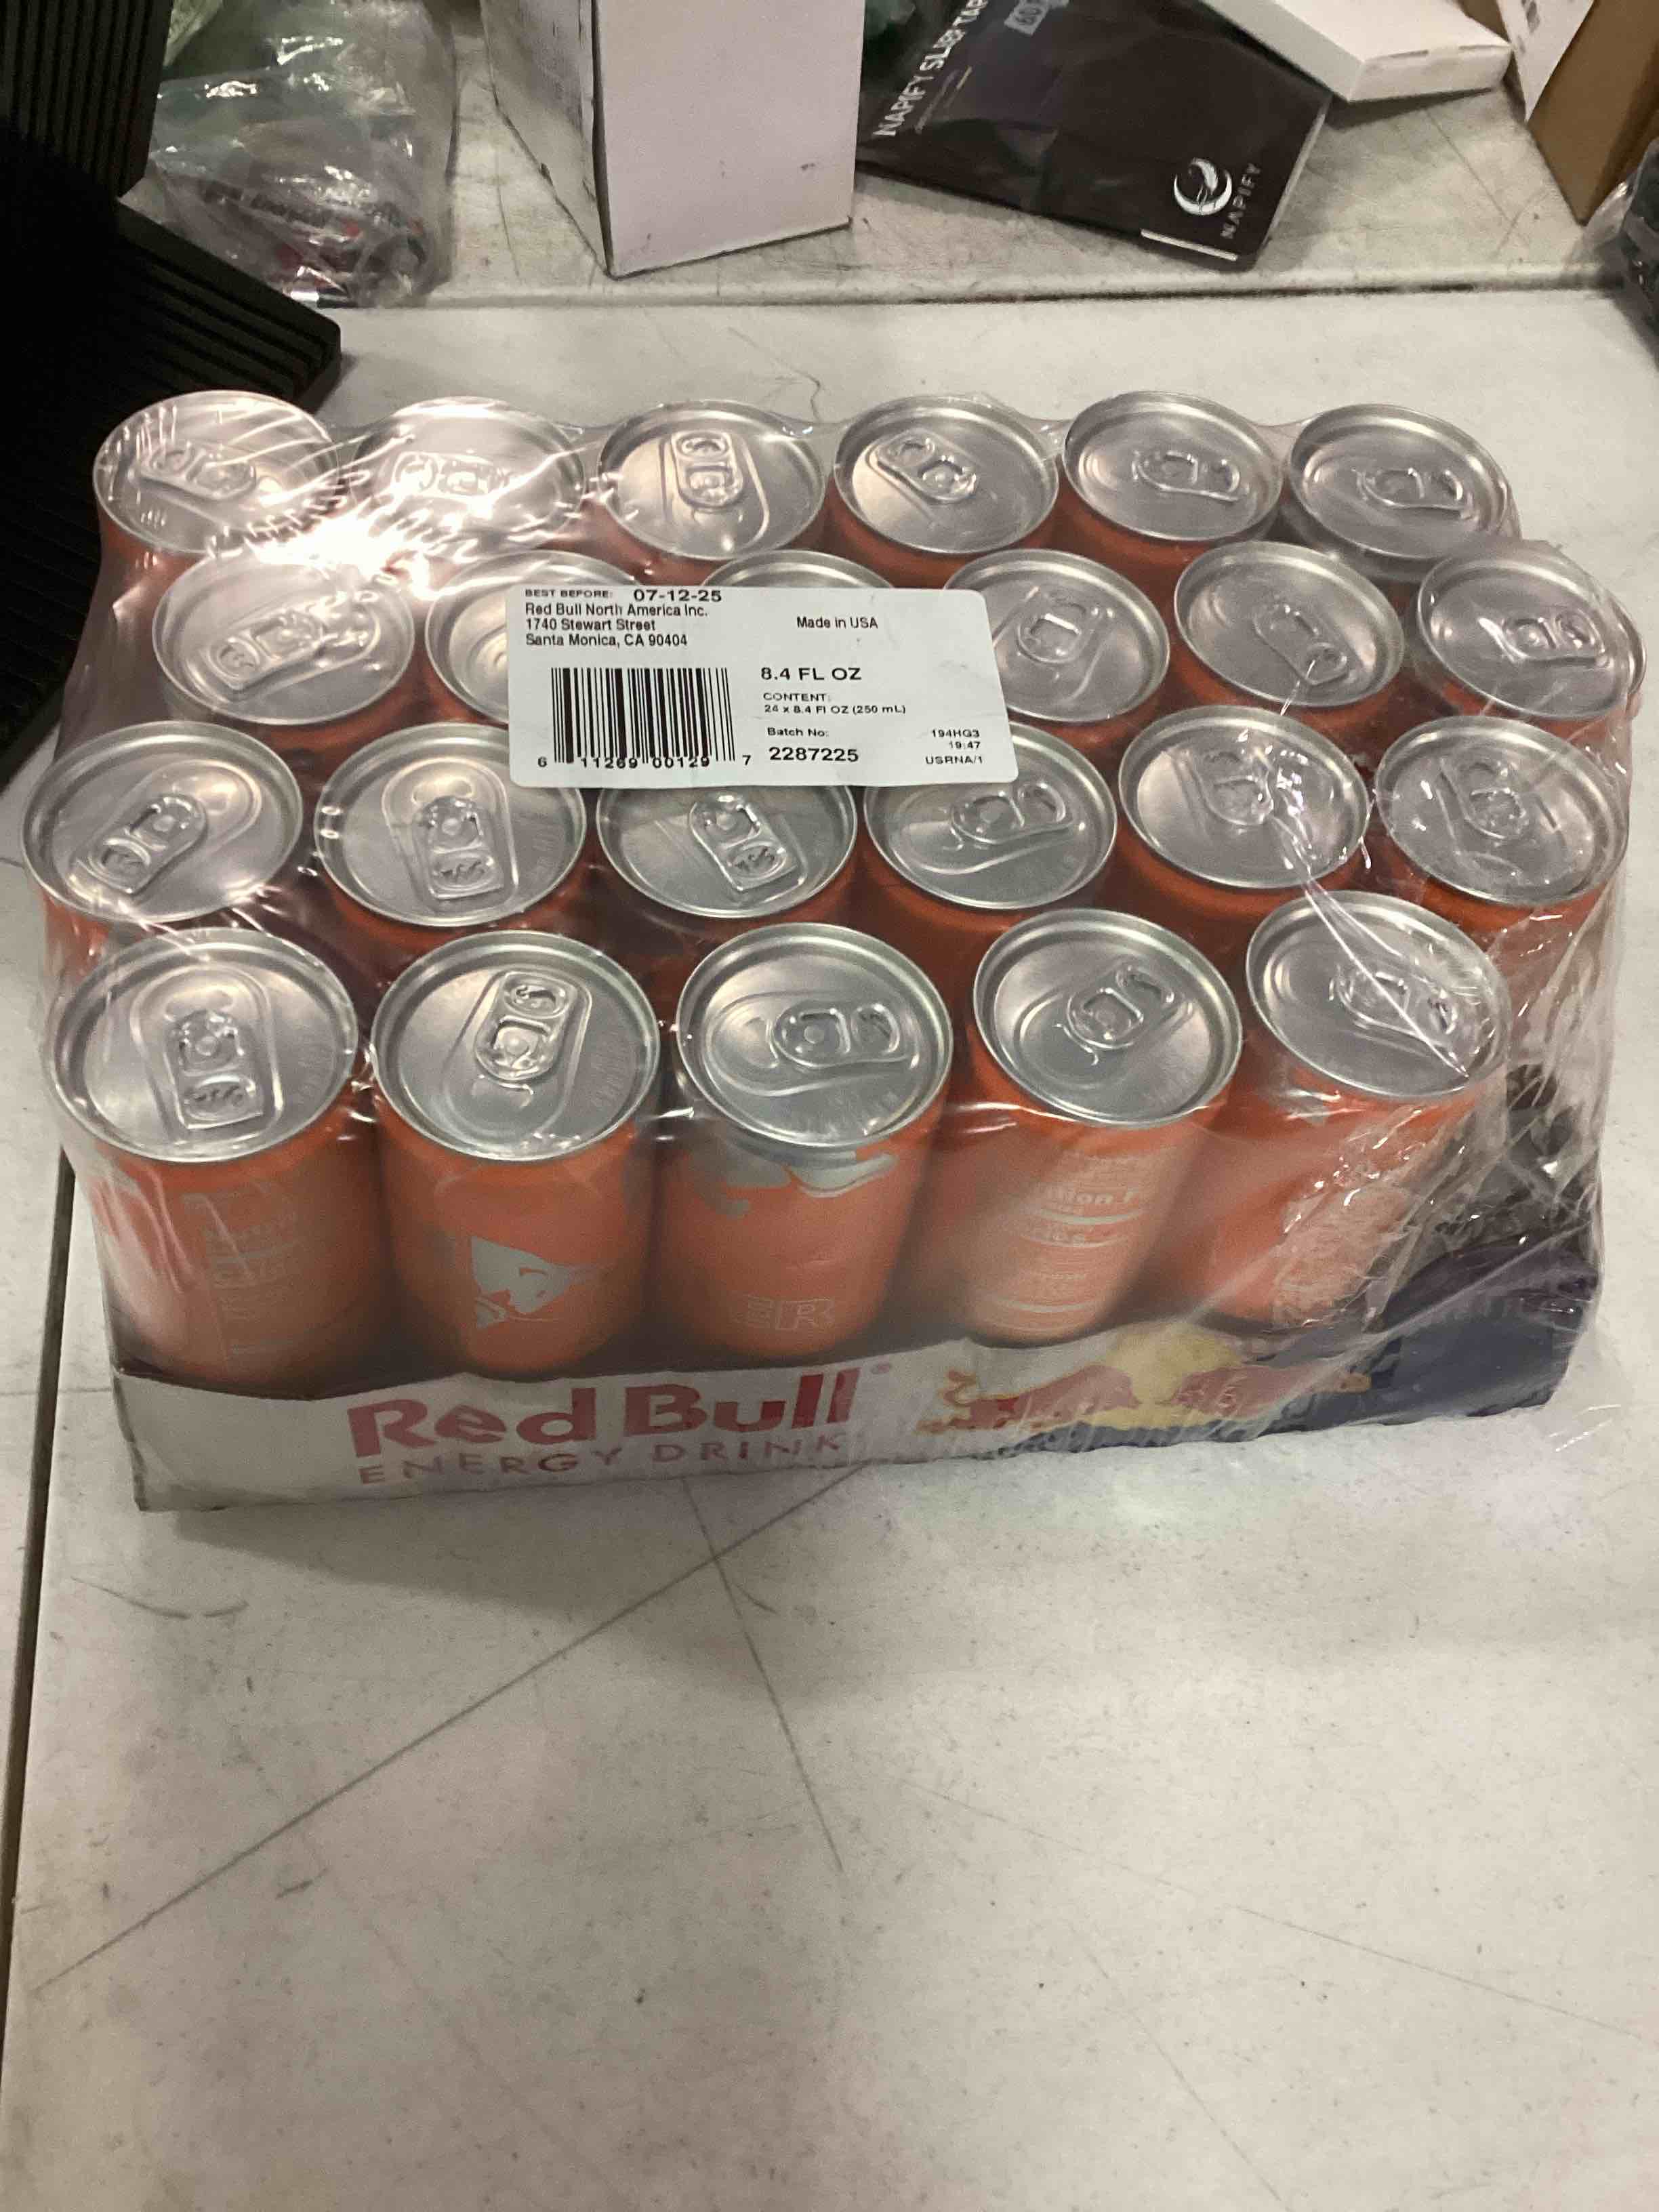 NAPIFY SLEEP TAP
60
NAPIFY
BEST BEFORE: 07-12-25
Red Bull North America Inc.
1740 Stewart Street
Santa Monica, CA 90404
Made in USA
8.4 FL OZ
CONTENT:
24 x 8.4 Fl OZ (250 mL)
Batch No:
2287225
194HG3
19:47
USRNA/1
6 11269 00129 7
Red Bull®
ENERGY DRINK